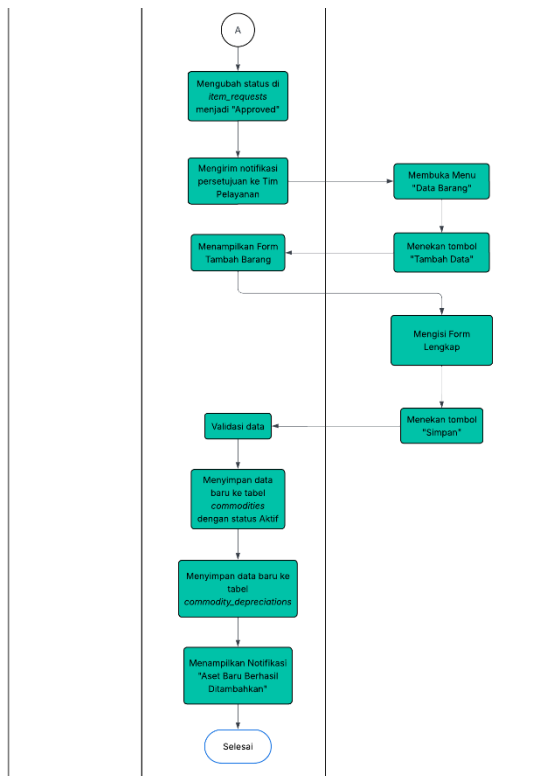 A
Mengubah status di
item_requests
menjadi "Approved"
Mengirim notifikasi
persetujuan ke Tim
Pelayanan
Membuka Menu
"Data Barang"
Menekan tombol
"Tambah Data"
Menampilkan Form
Tambah Barang
Mengisi Form
Lengkap
Menekan tombol
"Simpan"
Validasi data
Menyimpan data
baru ke tabel
commodities
dengan status Aktif
Menyimpan data baru ke
tabel
commodity_depreciations
Menampilkan Notifikasi
"Aset Baru Berhasil
Ditambahkan"
Selesai